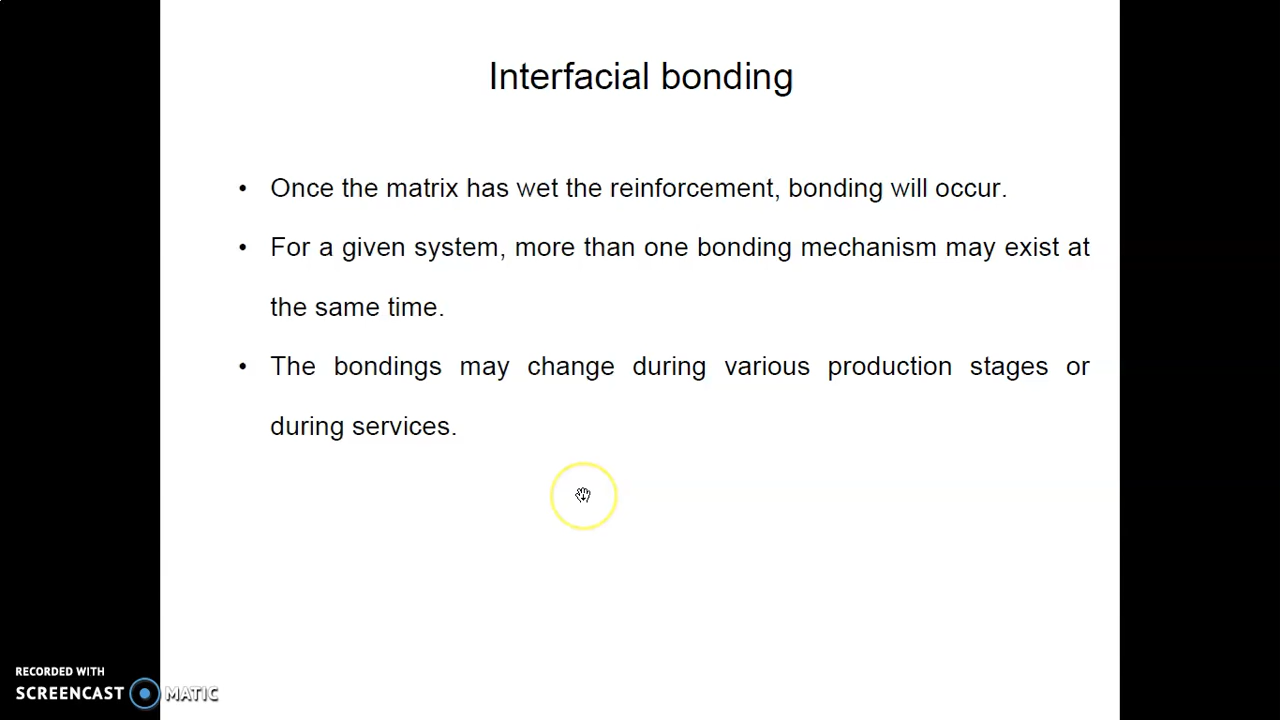 Interfacial bonding
• Once the matrix has wet the reinforcement, bonding will occur.
• For a given system, more than one bonding mechanism may exist at
the same time.
• The bondings may change during various production stages or
during services.
RECORDED WITH
SCREENCAST MATIC